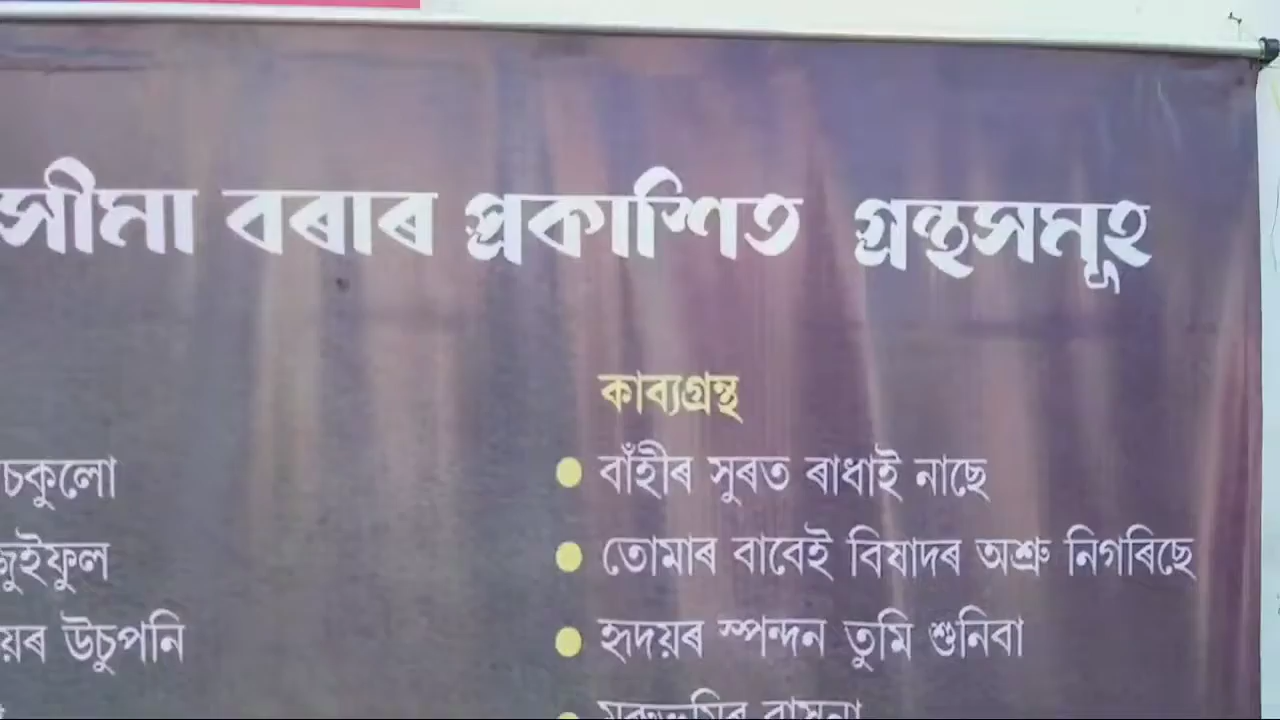 সীমা বৰাৰ প্ৰকাশিত গ্ৰন্থসমূহ
কাব্যগ্ৰন্থ
চকুলো
বাঁহীৰ সুৰত ৰাধাই নাছে
জুইফুল
তোমাৰ বাবেই বিষাদৰ অশ্ৰু নিগৰিছে
উচুপনি
হৃদয়ৰ স্পন্দন তুমি শুনিবা